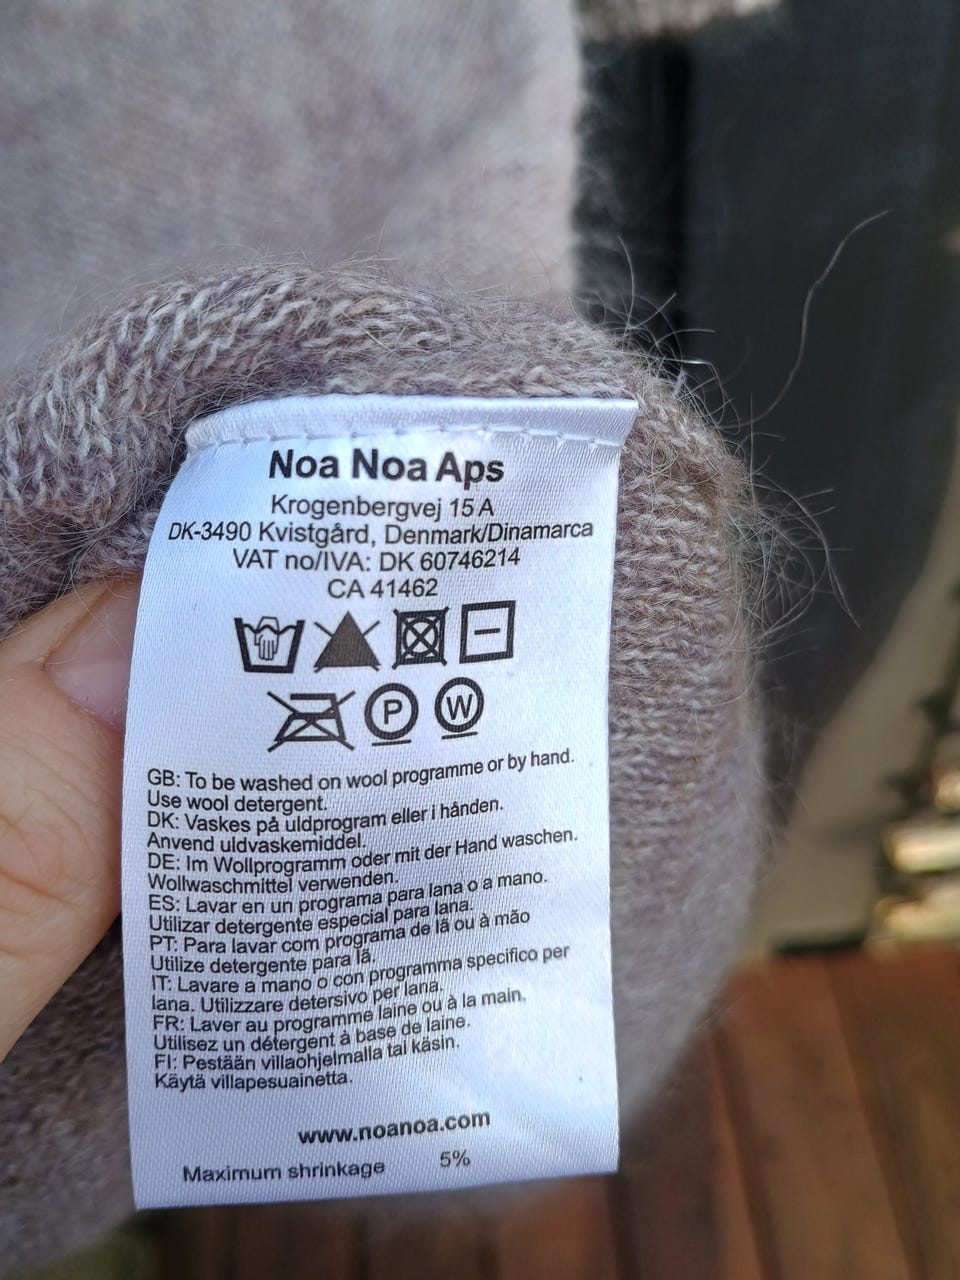 Noa Noa Aps
Krogenbergvej 15 A
DK-3490 Kvistgård, Denmark/Dinamarca
VAT no/IVA: DK 60746214
CA 41462
P W
GB: To be washed on wool programme or by hand.
Use wool detergent.
DK: Vaskes på uldprogram eller i hånden.
Anvend uldvaskemiddel.
DE: Im Wollprogramm oder mit der Hand waschen.
Wollwaschmittel verwenden.
ES: Lavar en un programa para lana o a mano.
Utilizar detergente especial para lana.
PT: Para lavar com programa de lã ou à mão
Utilize detergente para lã.
IT: Lavare a mano o con programma specifico per
lana. Utilizzare detersivo per lana.
FR: Laver au programme laine ou à la main.
Utilisez un détergent à base de laine.
FI: Pestään villaohjelmalla tai käsin.
Käytä villapesuainetta.
www.noanoa.com
Maximum shrinkage 5%